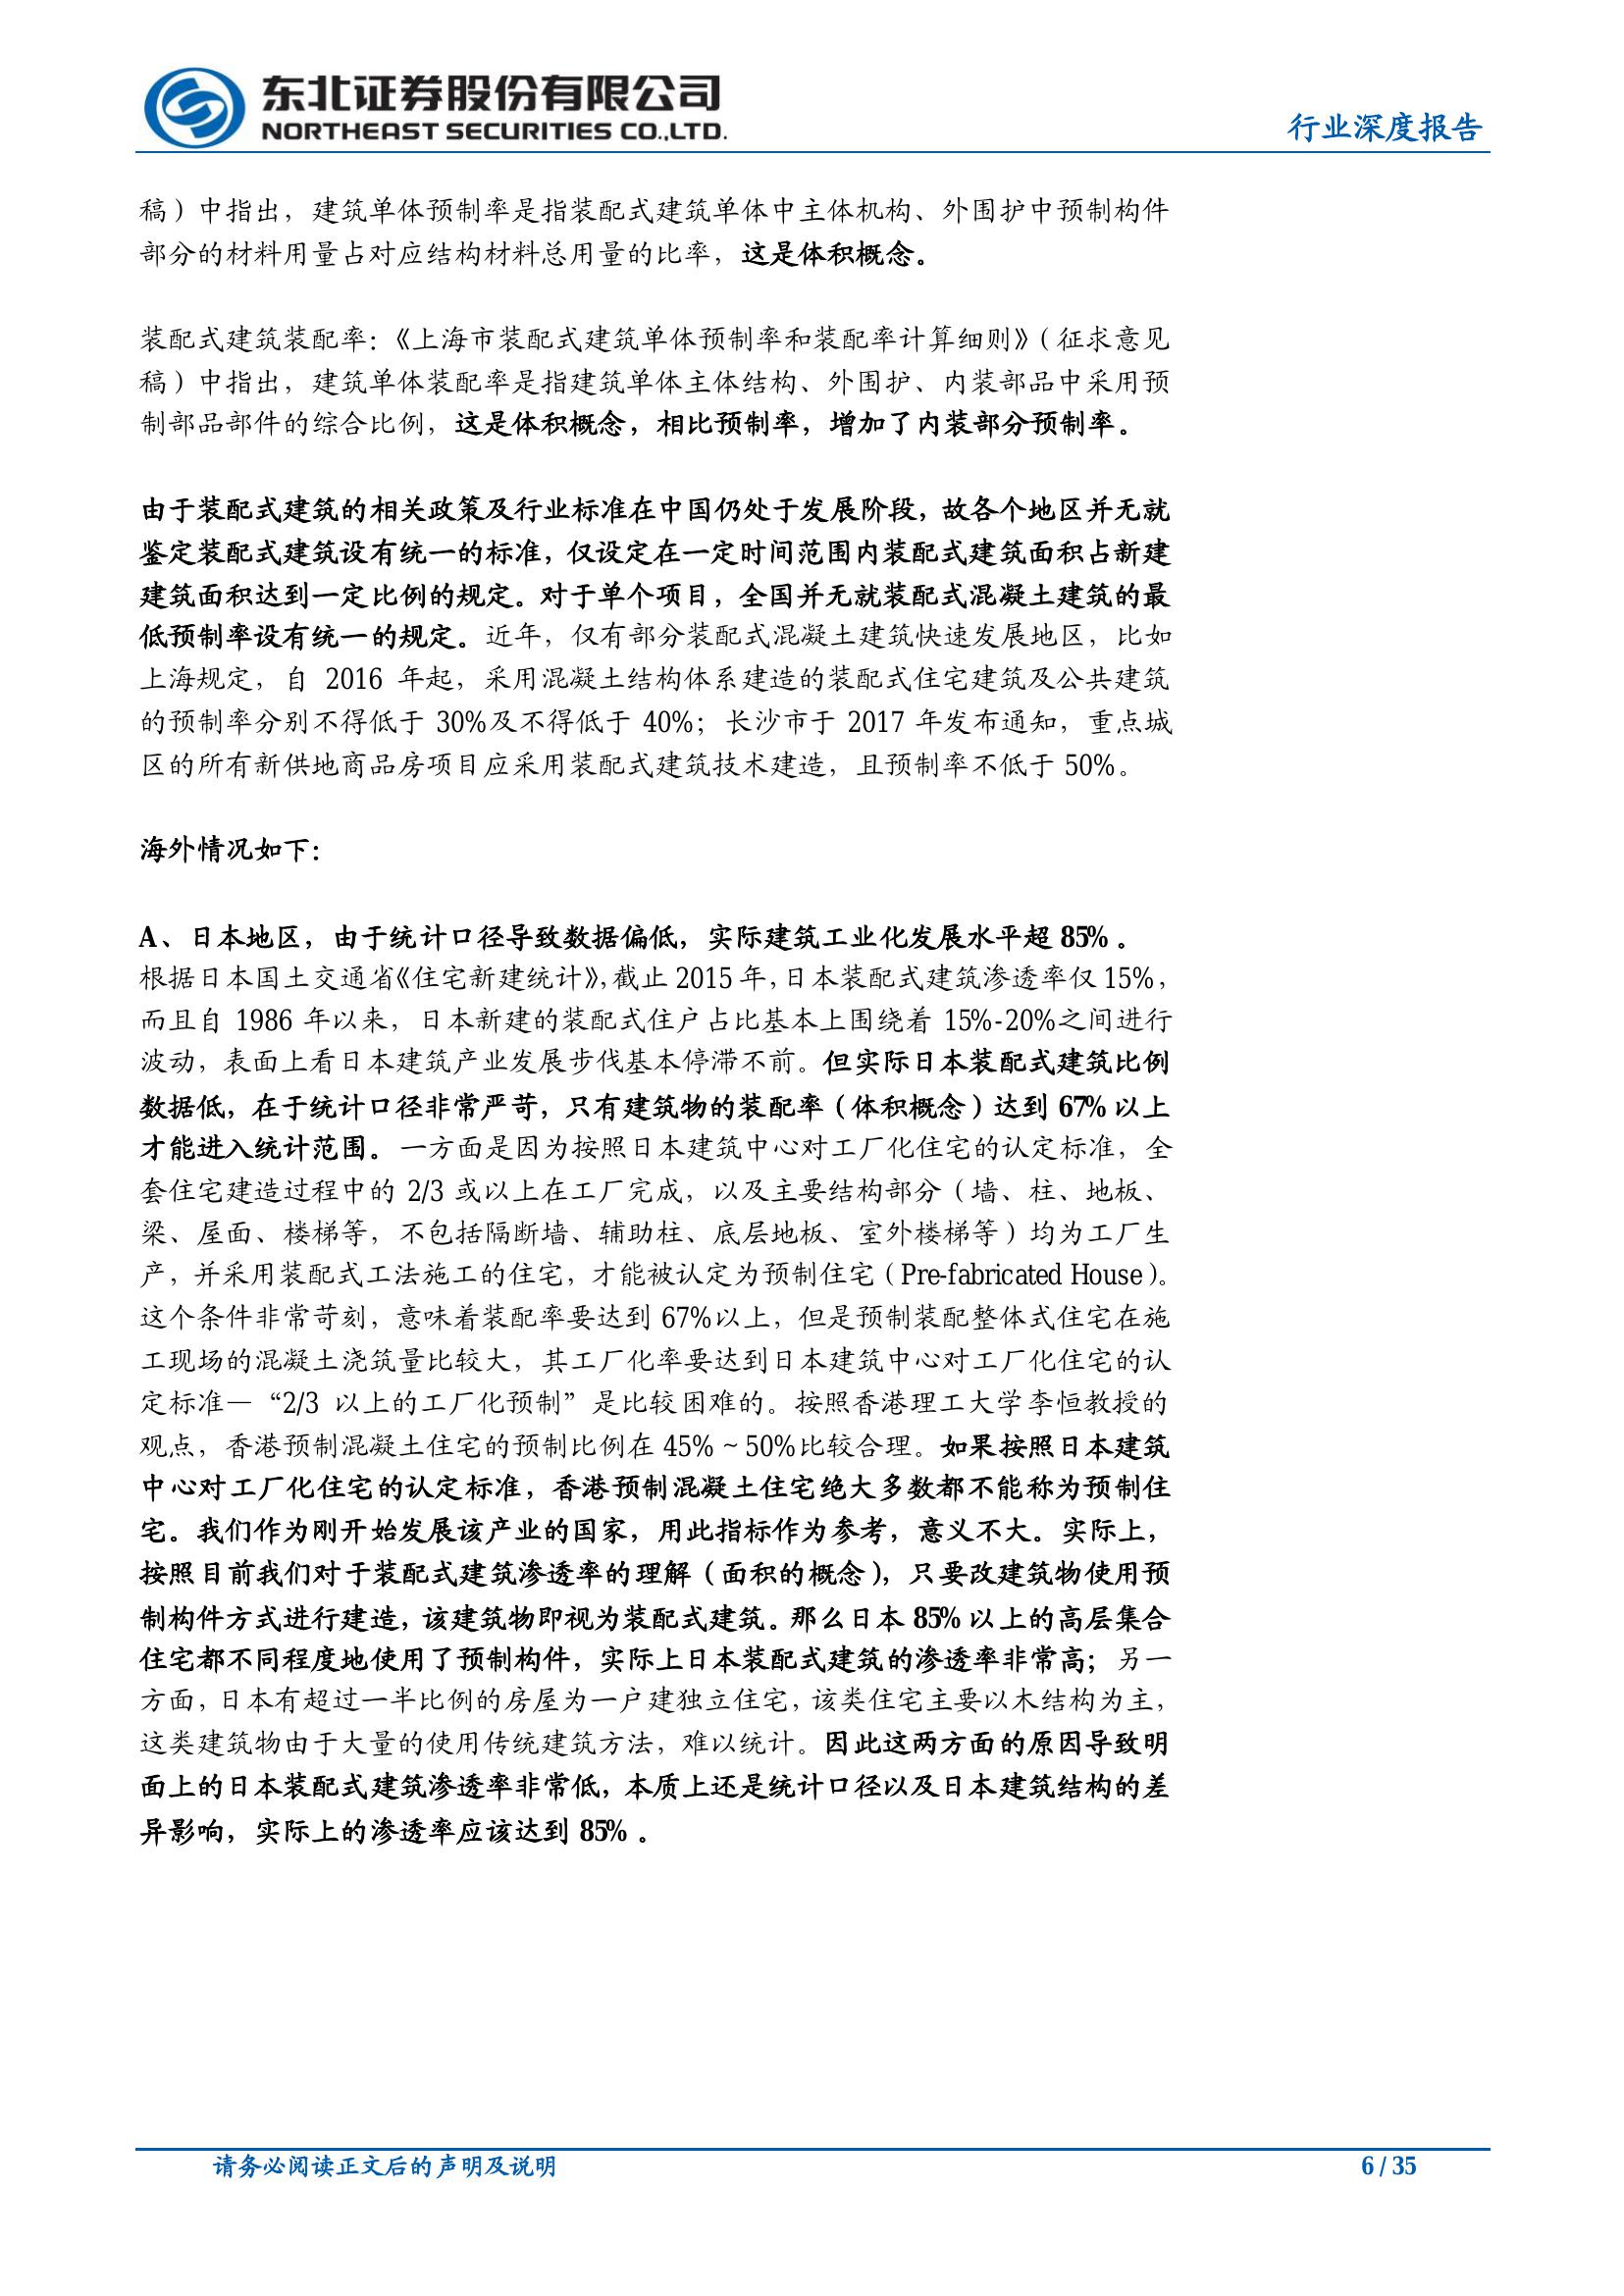 东北证券股份有限公司
NORTHEAST SECURITIES CO.,LTD.
行业深度报告
稿）中指出，建筑单体预制率是指装配式建筑单体中主体机构、外围护中预制构件
部分的材料用量占对应结构材料总用量的比率，这是体积概念。
装配式建筑装配率：《上海市装配式建筑单体预制率和装配率计算细则》（征求意见
稿）中指出，建筑单体装配率是指建筑单体主体结构、外围护、内装部品中采用预
制部品部件的综合比例，这是体积概念，相比预制率，增加了内装部分预制率。
由于装配式建筑的相关政策及行业标准在中国仍处于发展阶段，故各个地区并无就
鉴定装配式建筑设有统一的标准，仅设定在一定时间范围内装配式建筑面积占新建
建筑面积达到一定比例的规定。对于单个项目，全国并无就装配式混凝土建筑的最
低预制率设有统一的规定。近年，仅有部分装配式混凝土建筑快速发展地区，比如
上海规定，自 2016 年起，采用混凝土结构体系建造的装配式住宅建筑及公共建筑
的预制率分别不得低于 30%及不得低于 40%；长沙市于 2017 年发布通知，重点城
区的所有新供地商品房项目应采用装配式建筑技术建造，且预制率不低于 50%。
海外情况如下：
A、日本地区，由于统计口径导致数据偏低，实际建筑工业化发展水平超 85%。
根据日本国土交通省《住宅新建统计》，截止 2015 年，日本装配式建筑渗透率仅 15%，
而且自 1986 年以来，日本新建的装配式住户占比基本上围绕着 15%-20%之间进行
波动，表面上看日本建筑产业发展步伐基本停滞不前。但实际日本装配式建筑比例
数据低，在于统计口径非常严苛，只有建筑物的装配率（体积概念）达到 67%以上
才能进入统计范围。一方面是因为按照日本建筑中心对工厂化住宅的认定标准，全
套住宅建造过程中的 2/3 或以上在工厂完成，以及主要结构部分（墙、柱、地板、
梁、屋面、楼梯等，不包括隔断墙、辅助柱、底层地板、室外楼梯等）均为工厂生
产，并采用装配式工法施工的住宅，才能被认定为预制住宅（Pre-fabricated House）。
这个条件非常苛刻，意味着装配率要达到 67%以上，但是预制装配整体式住宅在施
工现场的混凝土浇筑量比较大，其工厂化率要达到日本建筑中心对工厂化住宅的认
定标准—“2/3 以上的工厂化预制”是比较困难的。按照香港理工大学李恒教授的
观点，香港预制混凝土住宅的预制比例在 45%～50%比较合理。如果按照日本建筑
中心对工厂化住宅的认定标准，香港预制混凝土住宅绝大多数都不能称为预制住
宅。我们作为刚开始发展该产业的国家，用此指标作为参考，意义不大。实际上，
按照目前我们对于装配式建筑渗透率的理解（面积的概念），只要改建筑物使用预
制构件方式进行建造，该建筑物即视为装配式建筑。那么日本 85%以上的高层集合
住宅都不同程度地使用了预制构件，实际上日本装配式建筑的渗透率非常高；另一
方面，日本有超过一半比例的房屋为一户建独立住宅，该类住宅主要以木结构为主，
这类建筑物由于大量的使用传统建筑方法，难以统计。因此这两方面的原因导致明
面上的日本装配式建筑渗透率非常低，本质上还是统计口径以及日本建筑结构的差
异影响，实际上的渗透率应该达到 85%。
请务必阅读正文后的声明及说明
6 / 35